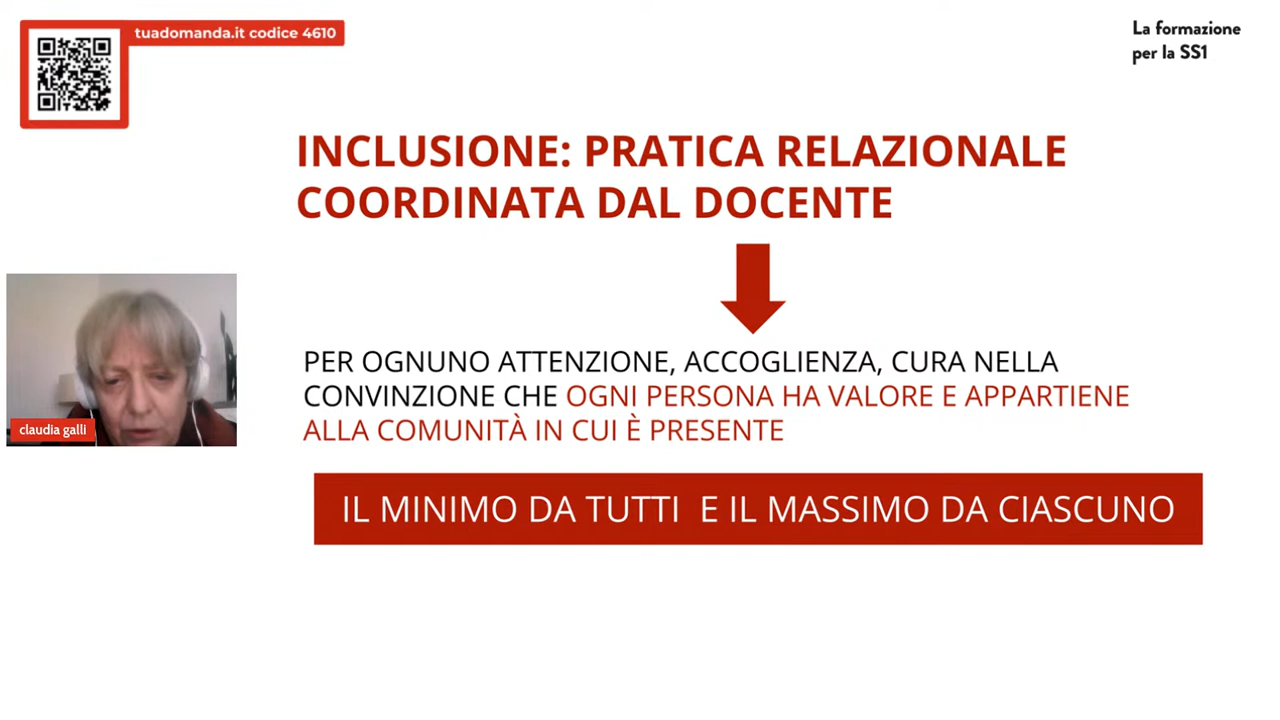 tuadomanda.it codice 4610
La formazione
per la SS1
INCLUSIONE: PRATICA RELAZIONALE
COORDINATA DAL DOCENTE
PER OGNUNO ATTENZIONE, ACCOGLIENZA, CURA NELLA
CONVINZIONE CHE OGNI PERSONA HA VALORE E APPARTIENE
ALLA COMUNITÀ IN CUI È PRESENTE
claudia galli
IL MINIMO DA TUTTI  E IL MASSIMO DA CIASCUNO